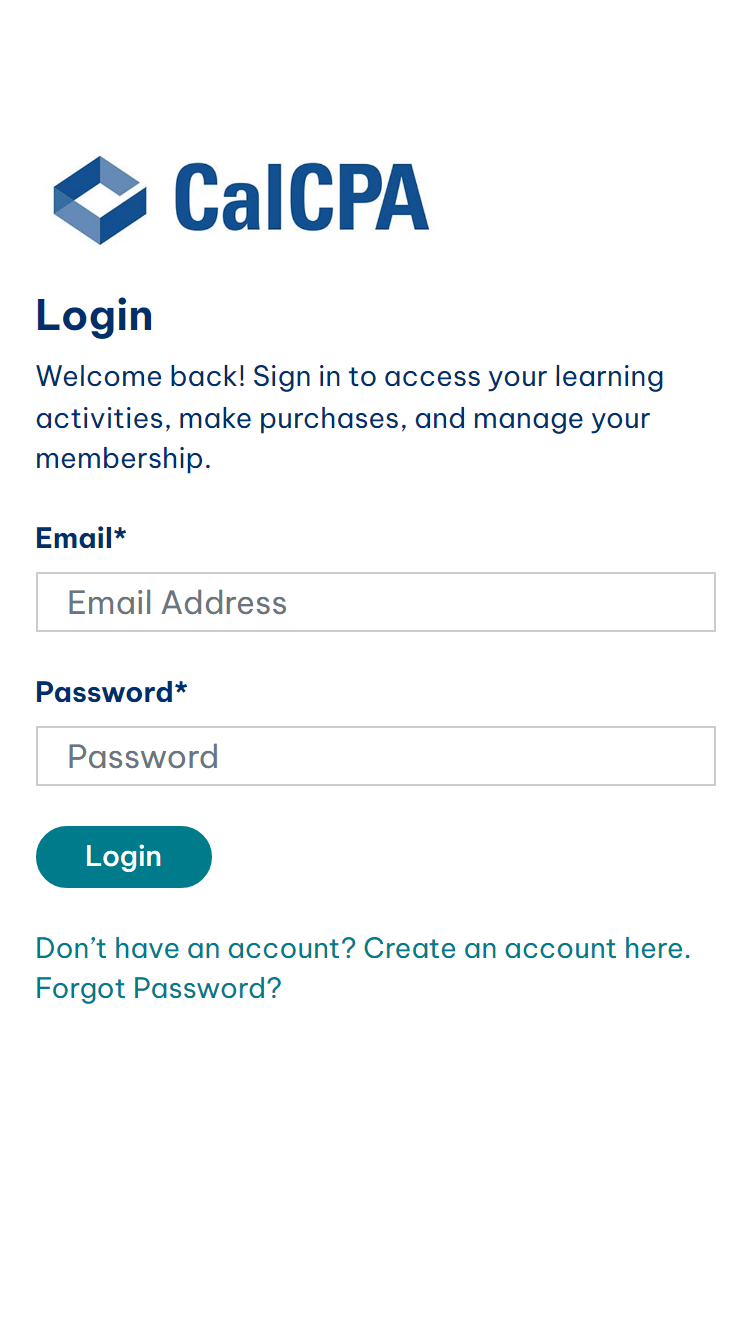 CalCPA
Login
Welcome back! Sign in to access your learning
activities, make purchases, and manage your
membership.
Email*
Email Address
Password*
Password
Login
Don’t have an account? Create an account here.
Forgot Password?